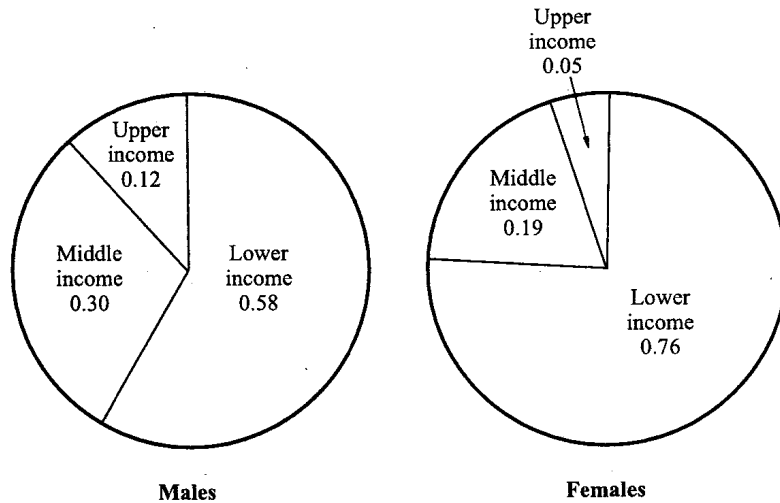 Upper
income
0.12
Middle
income
0.30
Lower
income
0.58
Males
Upper
income
0.05
Middle
income
0.19
Lower
income
0.76
Females